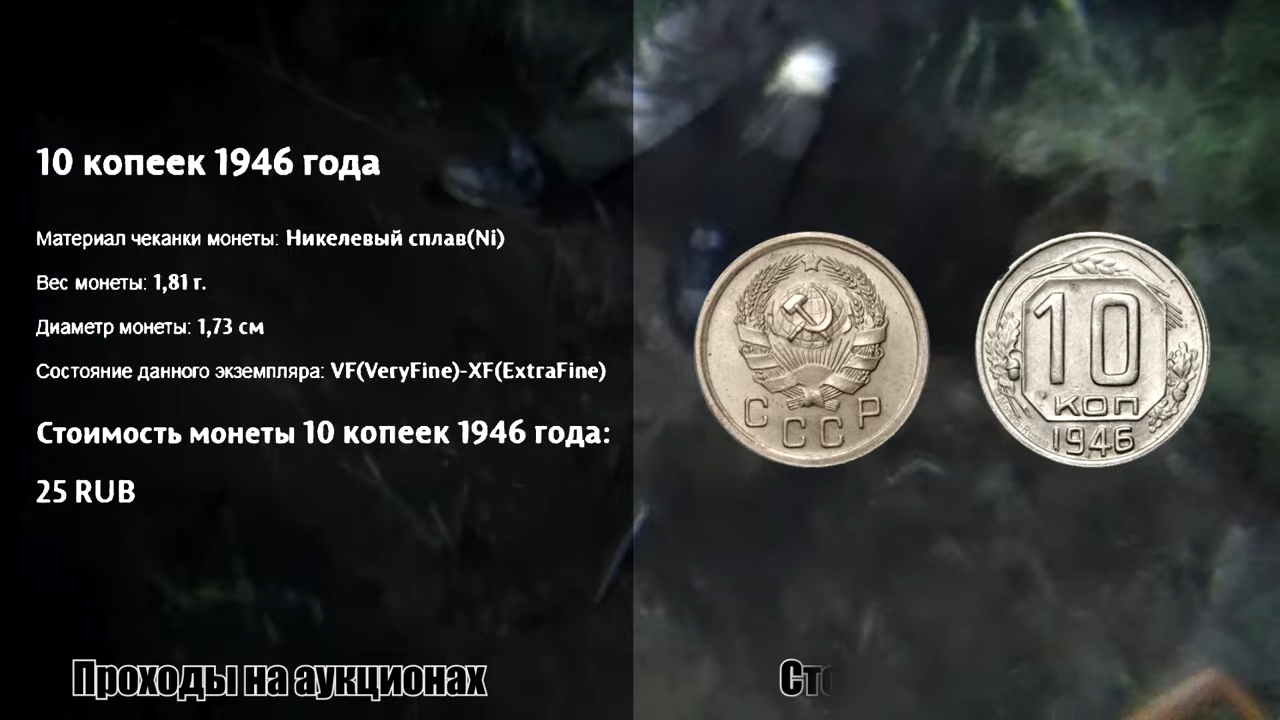 10 копеек 1946 года
Материал чеканки монеты: Никелевый сплав(Ni)
Вес монеты: 1,81 г.
Диаметр монеты: 1,73 см
Состояние данного экземпляра: VF(VeryFine)-XF(ExtraFine)
Стоимость монеты 10 копеек 1946 года:
25 RUB
С Р
С С
10
КОП
1946
Проходы на аукционах
Сто